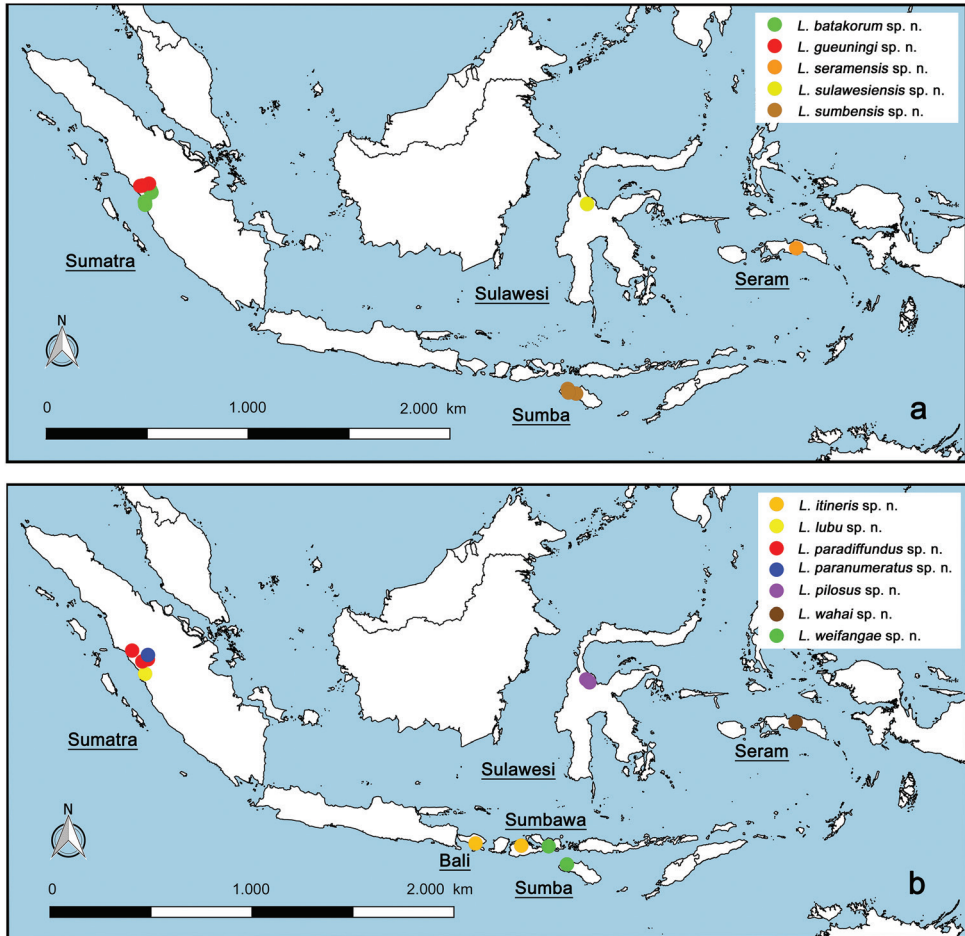 L. batakorum sp. n.
L. gueuningi sp. n.
L. seramensis sp. n.
L. sulawesiensis sp. n.
L. sumbensis sp. n.
Sumatra
Sulawesi
Seram
N
Sumba
0 1.000 2.000 km
a
L. itineris sp. n.
L. lubu sp. n.
L. paradiffundus sp. n.
L. paranumeratus sp. n.
L. pilosus sp. n.
L. wahai sp. n.
L. weifangae sp. n.
Sumatra
Seram
Sulawesi
N
Sumbawa
Bali
Sumba
0 1.000 2.000 km
b